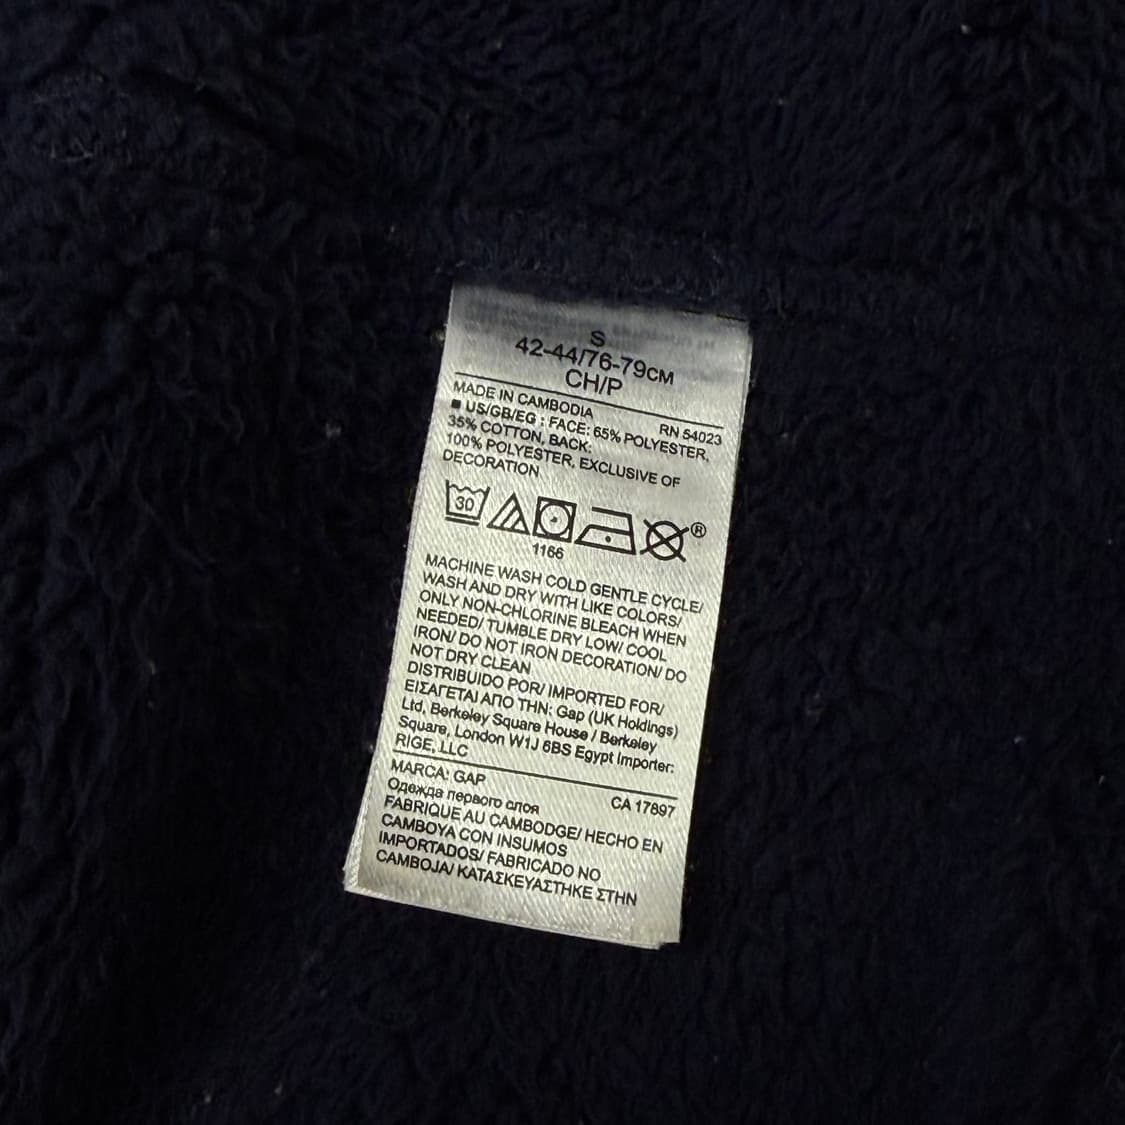 S
42-44/76-79CM
CH/P
MADE IN CAMBODIA
RN 54023
■ US/GB/EG : FACE: 65% POLYESTER,
35% COTTON, BACK:
100% POLYESTER, EXCLUSIVE OF
DECORATION
30
®
1166
MACHINE WASH COLD GENTLE CYCLE/
WASH AND DRY WITH LIKE COLORS/
ONLY NON-CHLORINE BLEACH WHEN
NEEDED/ TUMBLE DRY LOW/ COOL
IRON/ DO NOT IRON DECORATION/ DO
NOT DRY CLEAN
DISTRIBUIDO POR/ IMPORTED FOR/
ΕΙΣΑΓΕΤΑΙ ΑΠΟ ΤΗΝ: Gap (UK Holdings)
Ltd, Berkeley Square House / Berkeley
Square, London W1J 6BS Egypt Importer:
RIGE, LLC
MARCA: GAP
CA 17897
Одежда первого слоя
FABRIQUE AU CAMBODGE/ HECHO EN
CAMBOYA CON INSUMOS
IMPORTADOS/ FABRICADO NO
CAMBOJA/ ΚΑΤΑΣΚΕΥΑΣΤΗΚΕ ΣΤΗΝ